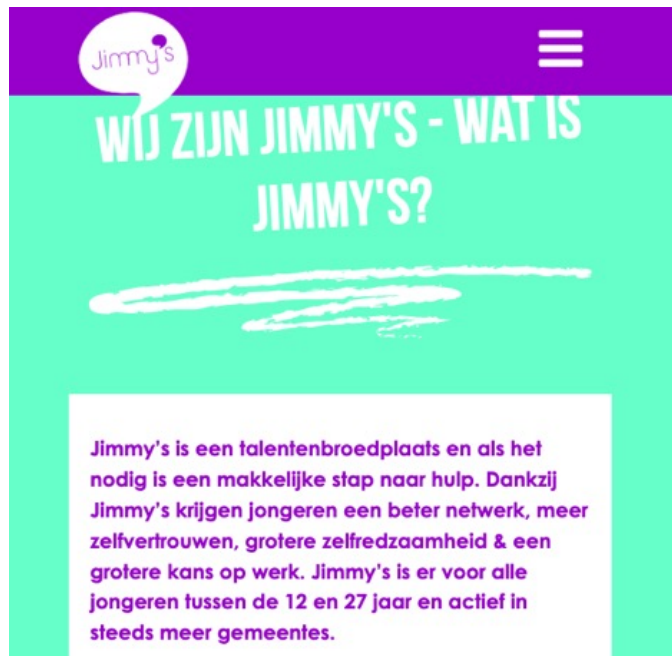 Jimmy's
WIJ ZIJN JIMMY'S - WAT IS
JIMMY'S?
Jimmy's is een talentenbroedplaats en als het
nodig is een makkelijke stap naar hulp. Dankzij
Jimmy's krijgen jongeren een beter netwerk, meer
zelfvertrouwen, grotere zelfredzaamheid & een
grotere kans op werk. Jimmy's is er voor alle
jongeren tussen de 12 en 27 jaar en actief in
steeds meer gemeentes.